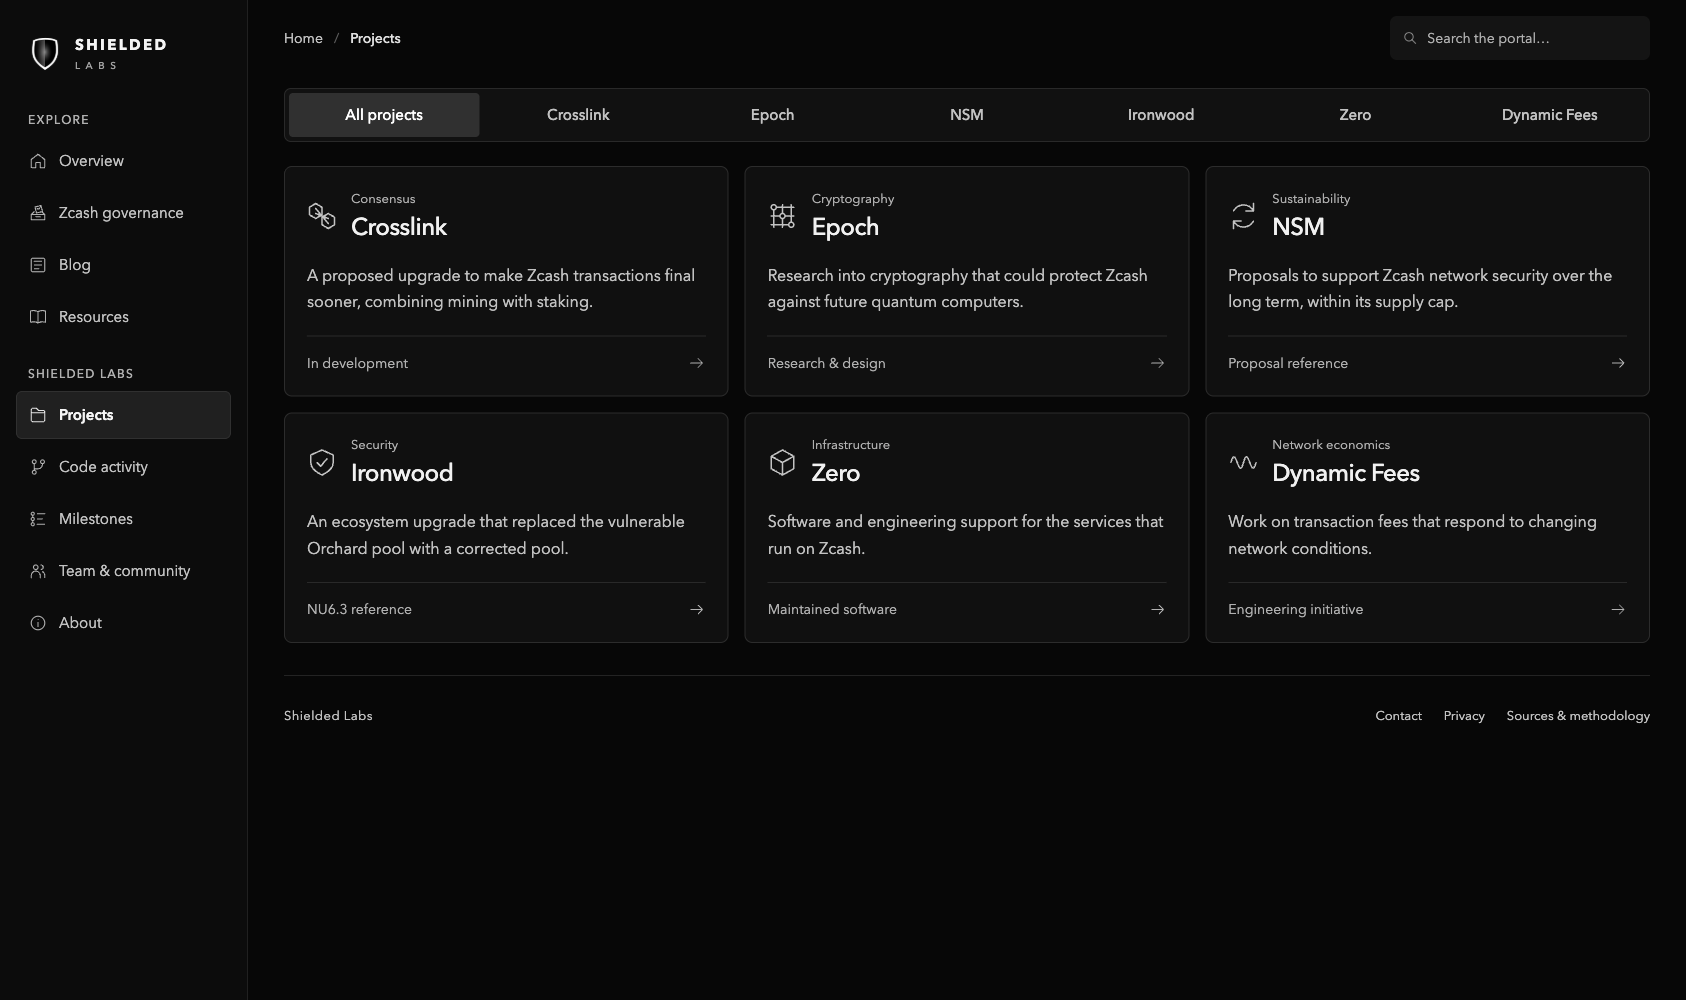 SHIELDED
LABS
EXPLORE
Overview
Zcash governance
Blog
Resources
SHIELDED LABS
Projects
Code activity
Milestones
Team & community
About
Home / Projects
Search the portal...
All projects
Crosslink
Epoch
NSM
Ironwood
Zero
Dynamic Fees
Consensus
Crosslink
A proposed upgrade to make Zcash transactions final
sooner, combining mining with staking.
In development
Cryptography
Epoch
Research into cryptography that could protect Zcash
against future quantum computers.
Research & design
Sustainability
NSM
Proposals to support Zcash network security over the
long term, within its supply cap.
Proposal reference
Security
Ironwood
An ecosystem upgrade that replaced the vulnerable
Orchard pool with a corrected pool.
NU6.3 reference
Infrastructure
Zero
Software and engineering support for the services that
run on Zcash.
Maintained software
Network economics
Dynamic Fees
Work on transaction fees that respond to changing
network conditions.
Engineering initiative
Shielded Labs
Contact
Privacy
Sources & methodology